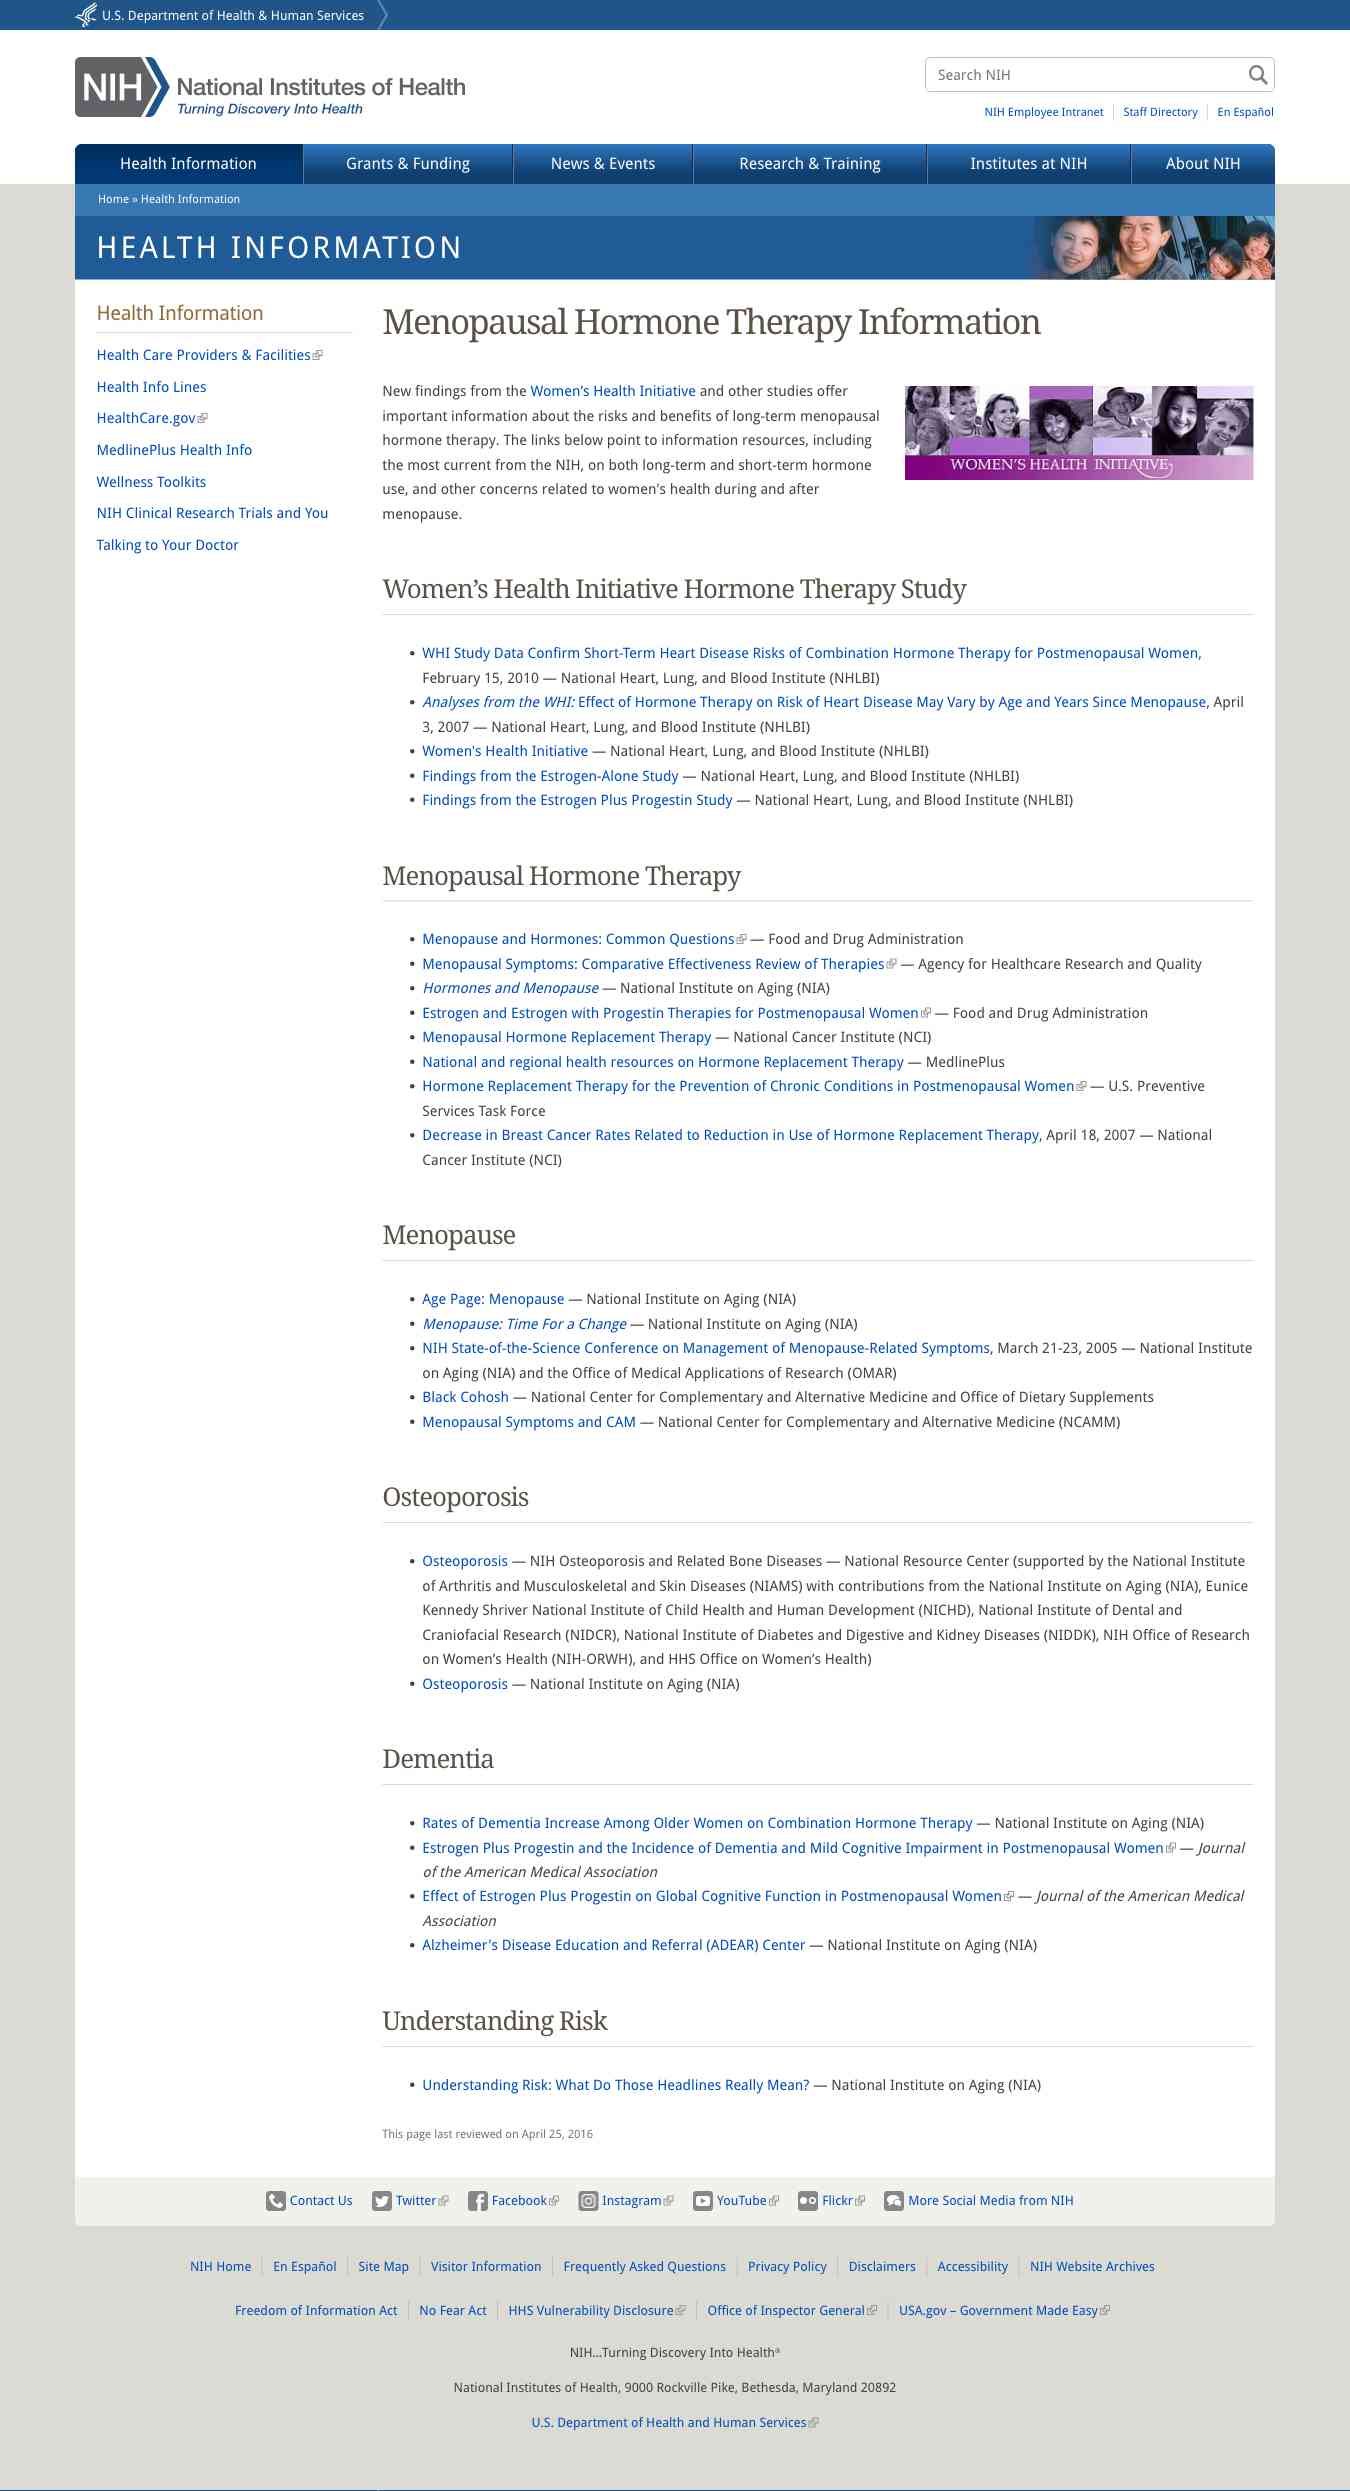 U.S. Department of Health & Human Services
NIH National Institutes of Health
Turning Discovery Into Health
Search NIH
NIH Employee Intranet Staff Directory En Español
Health Information Grants & Funding News & Events Research & Training Institutes at NIH About NIH
Home » Health Information
HEALTH INFORMATION
Health Information
Health Care Providers & Facilities
Health Info Lines
HealthCare.gov
MedlinePlus Health Info
Wellness Toolkits
NIH Clinical Research Trials and You
Talking to Your Doctor
Menopausal Hormone Therapy Information
New findings from the Women's Health Initiative and other studies offer
important information about the risks and benefits of long-term menopausal
hormone therapy. The links below point to information resources, including
the most current from the NIH, on both long-term and short-term hormone
use, and other concerns related to women's health during and after
menopause.
WOMEN'S HEALTH INITIATIVE
Women’s Health Initiative Hormone Therapy Study
• WHI Study Data Confirm Short-Term Heart Disease Risks of Combination Hormone Therapy for Postmenopausal Women,
February 15, 2010 — National Heart, Lung, and Blood Institute (NHLBI)
• Analyses from the WHI: Effect of Hormone Therapy on Risk of Heart Disease May Vary by Age and Years Since Menopause, April
3, 2007 — National Heart, Lung, and Blood Institute (NHLBI)
• Women's Health Initiative — National Heart, Lung, and Blood Institute (NHLBI)
• Findings from the Estrogen-Alone Study — National Heart, Lung, and Blood Institute (NHLBI)
• Findings from the Estrogen Plus Progestin Study — National Heart, Lung, and Blood Institute (NHLBI)
Menopausal Hormone Therapy
• Menopause and Hormones: Common Questions — Food and Drug Administration
• Menopausal Symptoms: Comparative Effectiveness Review of Therapies — Agency for Healthcare Research and Quality
• Hormones and Menopause — National Institute on Aging (NIA)
• Estrogen and Estrogen with Progestin Therapies for Postmenopausal Women — Food and Drug Administration
• Menopausal Hormone Replacement Therapy — National Cancer Institute (NCI)
• National and regional health resources on Hormone Replacement Therapy — MedlinePlus
• Hormone Replacement Therapy for the Prevention of Chronic Conditions in Postmenopausal Women — U.S. Preventive
Services Task Force
• Decrease in Breast Cancer Rates Related to Reduction in Use of Hormone Replacement Therapy, April 18, 2007 — National
Cancer Institute (NCI)
Menopause
• Age Page: Menopause — National Institute on Aging (NIA)
• Menopause: Time For a Change — National Institute on Aging (NIA)
• NIH State-of-the-Science Conference on Management of Menopause-Related Symptoms, March 21-23, 2005 — National Institute
on Aging (NIA) and the Office of Medical Applications of Research (OMAR)
• Black Cohosh — National Center for Complementary and Alternative Medicine and Office of Dietary Supplements
• Menopausal Symptoms and CAM — National Center for Complementary and Alternative Medicine (NCAMM)
Osteoporosis
• Osteoporosis — NIH Osteoporosis and Related Bone Diseases — National Resource Center (supported by the National Institute
of Arthritis and Musculoskeletal and Skin Diseases (NIAMS) with contributions from the National Institute on Aging (NIA), Eunice
Kennedy Shriver National Institute of Child Health and Human Development (NICHD), National Institute of Dental and
Craniofacial Research (NIDCR), National Institute of Diabetes and Digestive and Kidney Diseases (NIDDK), NIH Office of Research
on Women’s Health (NIH-ORWH), and HHS Office on Women’s Health)
• Osteoporosis — National Institute on Aging (NIA)
Dementia
• Rates of Dementia Increase Among Older Women on Combination Hormone Therapy — National Institute on Aging (NIA)
• Estrogen Plus Progestin and the Incidence of Dementia and Mild Cognitive Impairment in Postmenopausal Women — Journal
of the American Medical Association
• Effect of Estrogen Plus Progestin on Global Cognitive Function in Postmenopausal Women — Journal of the American Medical
Association
• Alzheimer's Disease Education and Referral (ADEAR) Center — National Institute on Aging (NIA)
Understanding Risk
• Understanding Risk: What Do Those Headlines Really Mean? — National Institute on Aging (NIA)
This page last reviewed on April 25, 2016
Contact Us Twitter Facebook Instagram YouTube Flickr More Social Media from NIH
NIH Home En Español Site Map Visitor Information Frequently Asked Questions Privacy Policy Disclaimers Accessibility NIH Website Archives
Freedom of Information Act No Fear Act HHS Vulnerability Disclosure Office of Inspector General USA.gov – Government Made Easy
NIH…Turning Discovery Into Health®
National Institutes of Health, 9000 Rockville Pike, Bethesda, Maryland 20892
U.S. Department of Health and Human Services